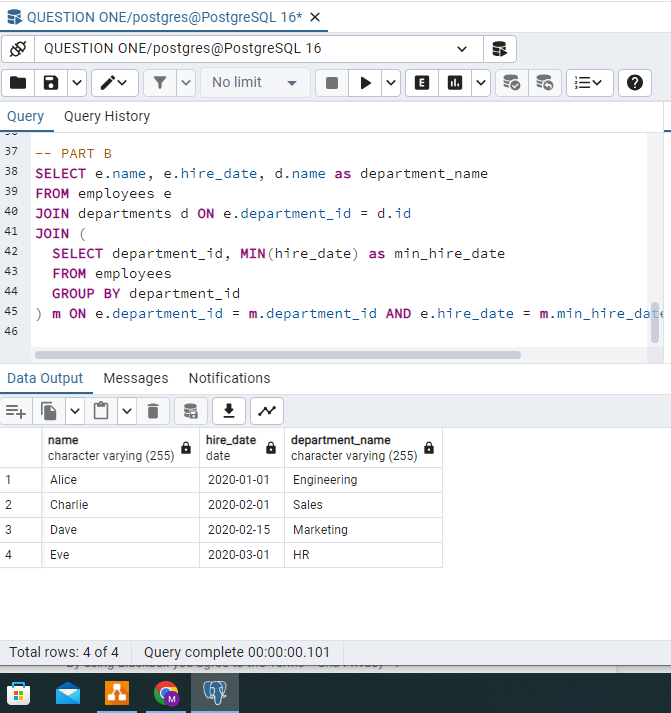 QUESTION ONE/postgres@PostgreSQL 16*
QUESTION ONE/postgres@PostgreSQL 16
No limit
E
Query Query History
37 -- PART B
38 SELECT e.name, e.hire_date, d.name as department_name
39 FROM employees e
40 JOIN departments d ON e.department_id = d.id
41 JOIN (
42 SELECT department_id, MIN(hire_date) as min_hire_date
43 FROM employees
44 GROUP BY department_id
45 ) m ON e.department_id = m.department_id AND e.hire_date = m.min_hire_date
46
Data Output Messages Notifications
name hire_date department_name
character varying (255) date character varying (255)
1 Alice 2020-01-01 Engineering
2 Charlie 2020-02-01 Sales
3 Dave 2020-02-15 Marketing
4 Eve 2020-03-01 HR
Total rows: 4 of 4 Query complete 00:00:00.101
M